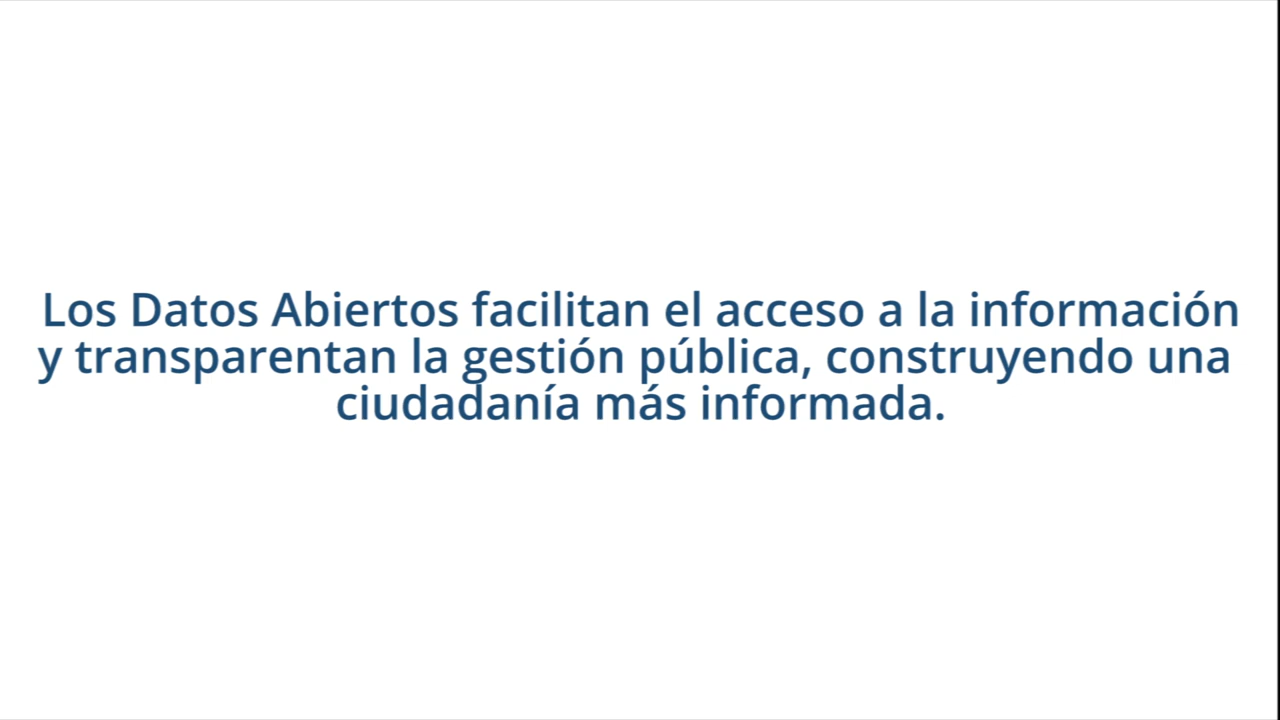 Los Datos Abiertos facilitan el acceso a la información
y transparentan la gestión pública, construyendo una
ciudadanía más informada.